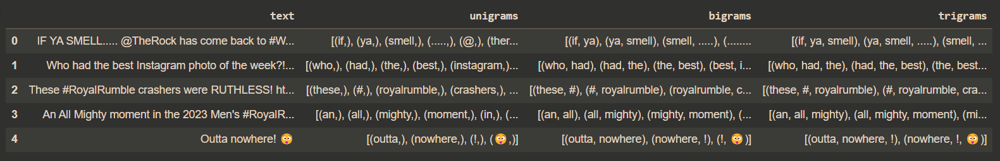 text unigrams bigrams trigrams
0 IF YA SMELL..... @TheRock has come back to #W... [(if,), (ya,), (smell,), (.....,), (@,), (ther... [(if, ya), (ya, smell), (smell, .....), (........ [(if, ya, smell), (ya, smell, .....), (smell, ...
1 Who had the best Instagram photo of the week?!... [(who,), (had,), (the,), (best,), (instagram,)... [(who, had), (had, the), (the, best), (best, i... [(who, had, the), (had, the, best), (the, best...
2 These #RoyalRumble crashers were RUTHLESS! ht... [(these,), (#,), (royalrumble,), (crashers,), ... [(these, #), (#, royalrumble), (royalrumble, c... [(these, #, royalrumble), (#, royalrumble, cra...
3 An All Mighty moment in the 2023 Men's #RoyalR... [(an,), (all,), (mighty,), (moment,), (in,), (... [(an, all), (all, mighty), (mighty, moment), (... [(an, all, mighty), (all, mighty, moment), (mi...
4 Outta nowhere! 😳 [(outta,), (nowhere,), (!,), (😳,)] [(outta, nowhere), (nowhere, !), (!, 😳)] [(outta, nowhere, !), (nowhere, !, 😳)]